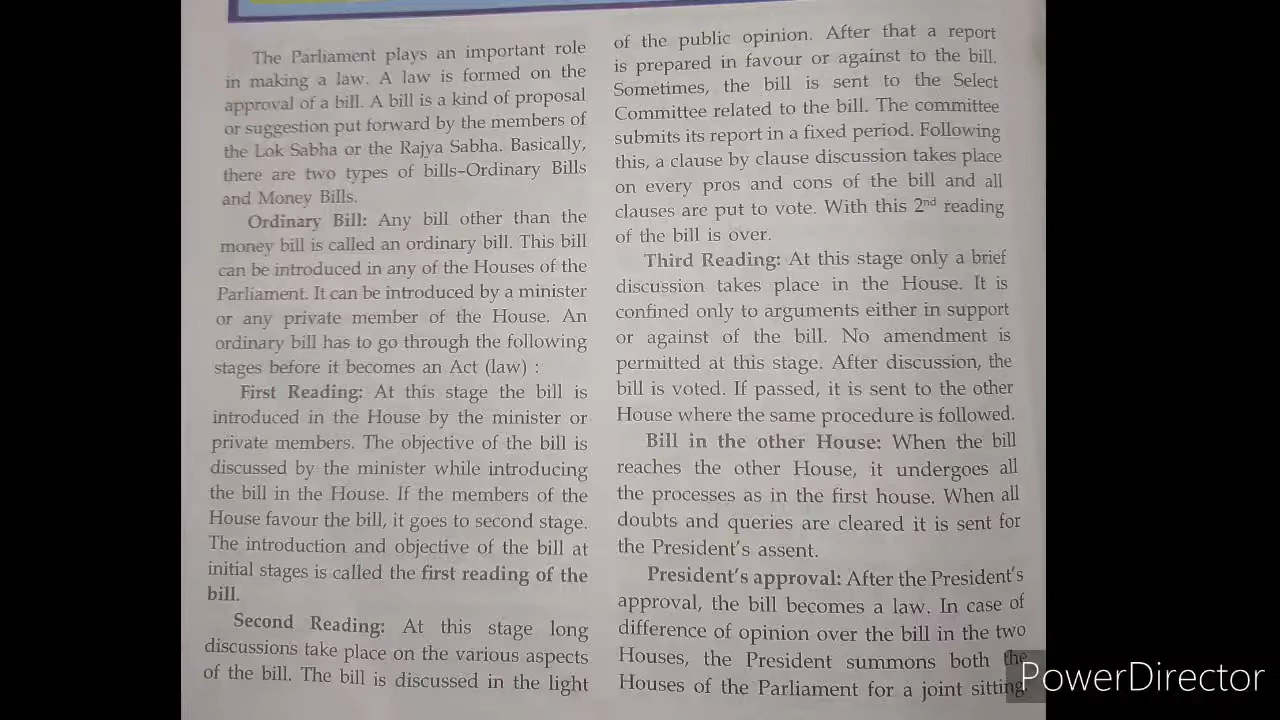 The Parliament plays an important role
in making a law. A law is formed on the
approval of a bill. A bill is a kind of proposal
or suggestion put forward by the members of
the Lok Sabha or the Rajya Sabha. Basically,
there are two types of bills–Ordinary Bills
and Money Bills.
Ordinary Bill: Any bill other than the
money bill is called an ordinary bill. This bill
can be introduced in any of the Houses of the
Parliament. It can be introduced by a minister
or any private member of the House. An
ordinary bill has to go through the following
stages before it becomes an Act (law) :
First Reading: At this stage the bill is
introduced in the House by the minister or
private members. The objective of the bill is
discussed by the minister while introducing
the bill in the House. If the members of the
House favour the bill, it goes to second stage.
The introduction and objective of the bill at
initial stages is called the first reading of the
bill.
Second Reading: At this stage long
discussions take place on the various aspects
of the bill. The bill is discussed in the light
of the public opinion. After that a report
is prepared in favour or against to the bill.
Sometimes, the bill is sent to the Select
Committee related to the bill. The committee
submits its report in a fixed period. Following
this, a clause by clause discussion takes place
on every pros and cons of the bill and all
clauses are put to vote. With this 2nd reading
of the bill is over.
Third Reading: At this stage only a brief
discussion takes place in the House. It is
confined only to arguments either in support
or against of the bill. No amendment is
permitted at this stage. After discussion, the
bill is voted. If passed, it is sent to the other
House where the same procedure is followed.
Bill in the other House: When the bill
reaches the other House, it undergoes all
the processes as in the first house. When all
doubts and queries are cleared it is sent for
the President's assent.
President's approval: After the President's
approval, the bill becomes a law. In case of
difference of opinion over the bill in the two
Houses, the President summons both the
Houses of the Parliament for a joint sitting
PowerDirector